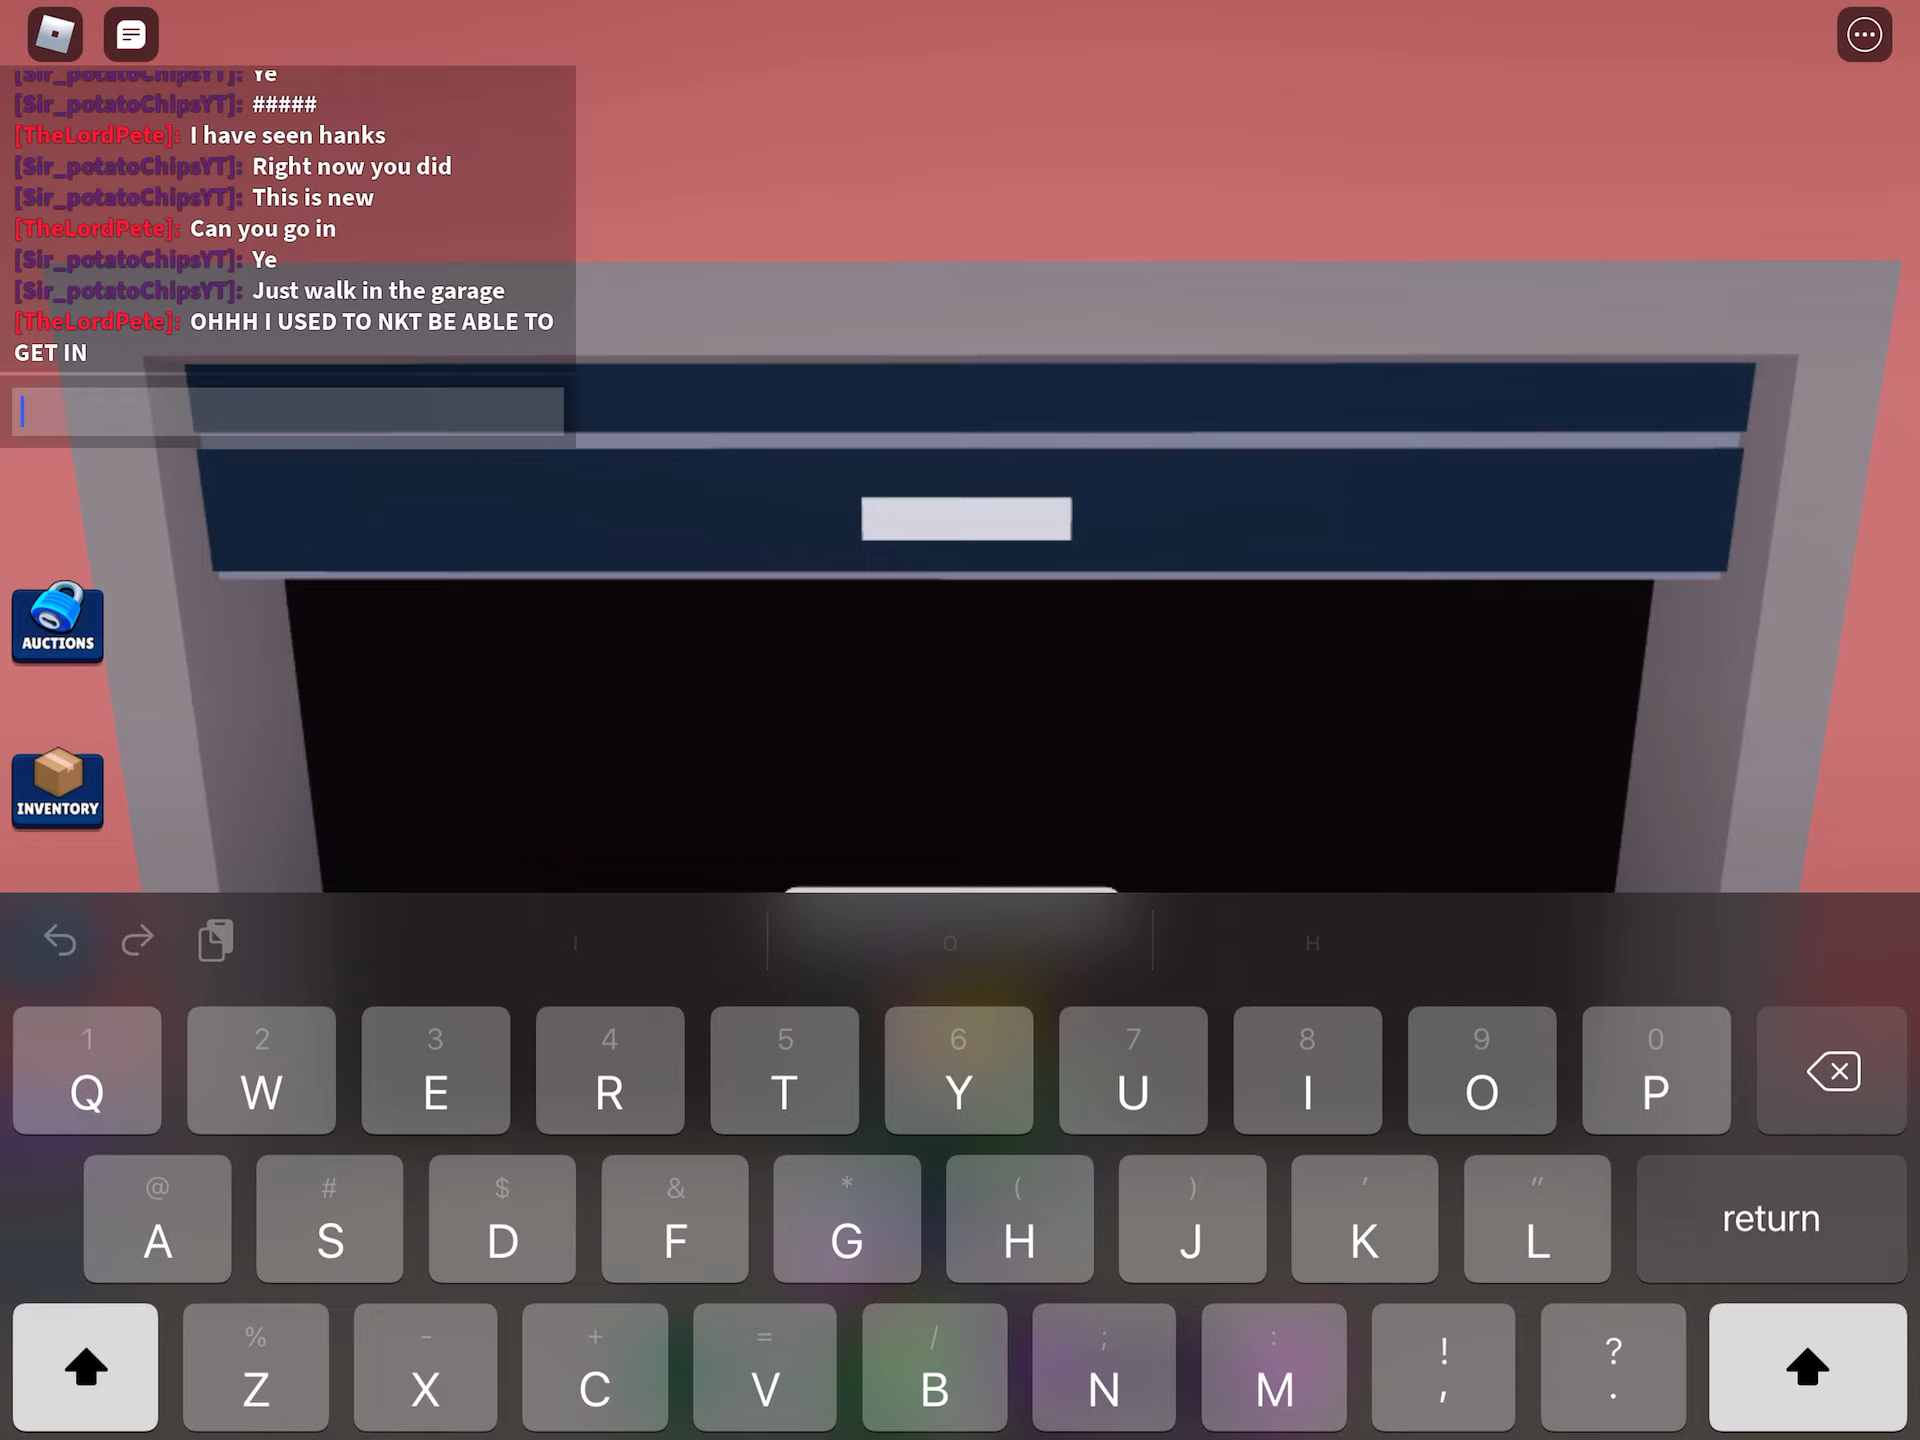 [Sir_potatoChipsYT]: Ye
[Sir_potatoChipsYT]: #####
[TheLordPete]: I have seen hanks
[Sir_potatoChipsYT]: Right now you did
[Sir_potatoChipsYT]: This is new
[TheLordPete]: Can you go in
[Sir_potatoChipsYT]: Ye
[Sir_potatoChipsYT]: Just walk in the garage
[TheLordPete]: OHHH I USED TO NKT BE ABLE TO
GET IN
AUCTIONS
INVENTORY
I O H
1 2 3 4 5 6 7 8 9 0
Q W E R T Y U I O P
@ # $ & * ( ) ' "
A S D F G H J K L return
% - + = / ; : ! ?
Z X C V B N M , .